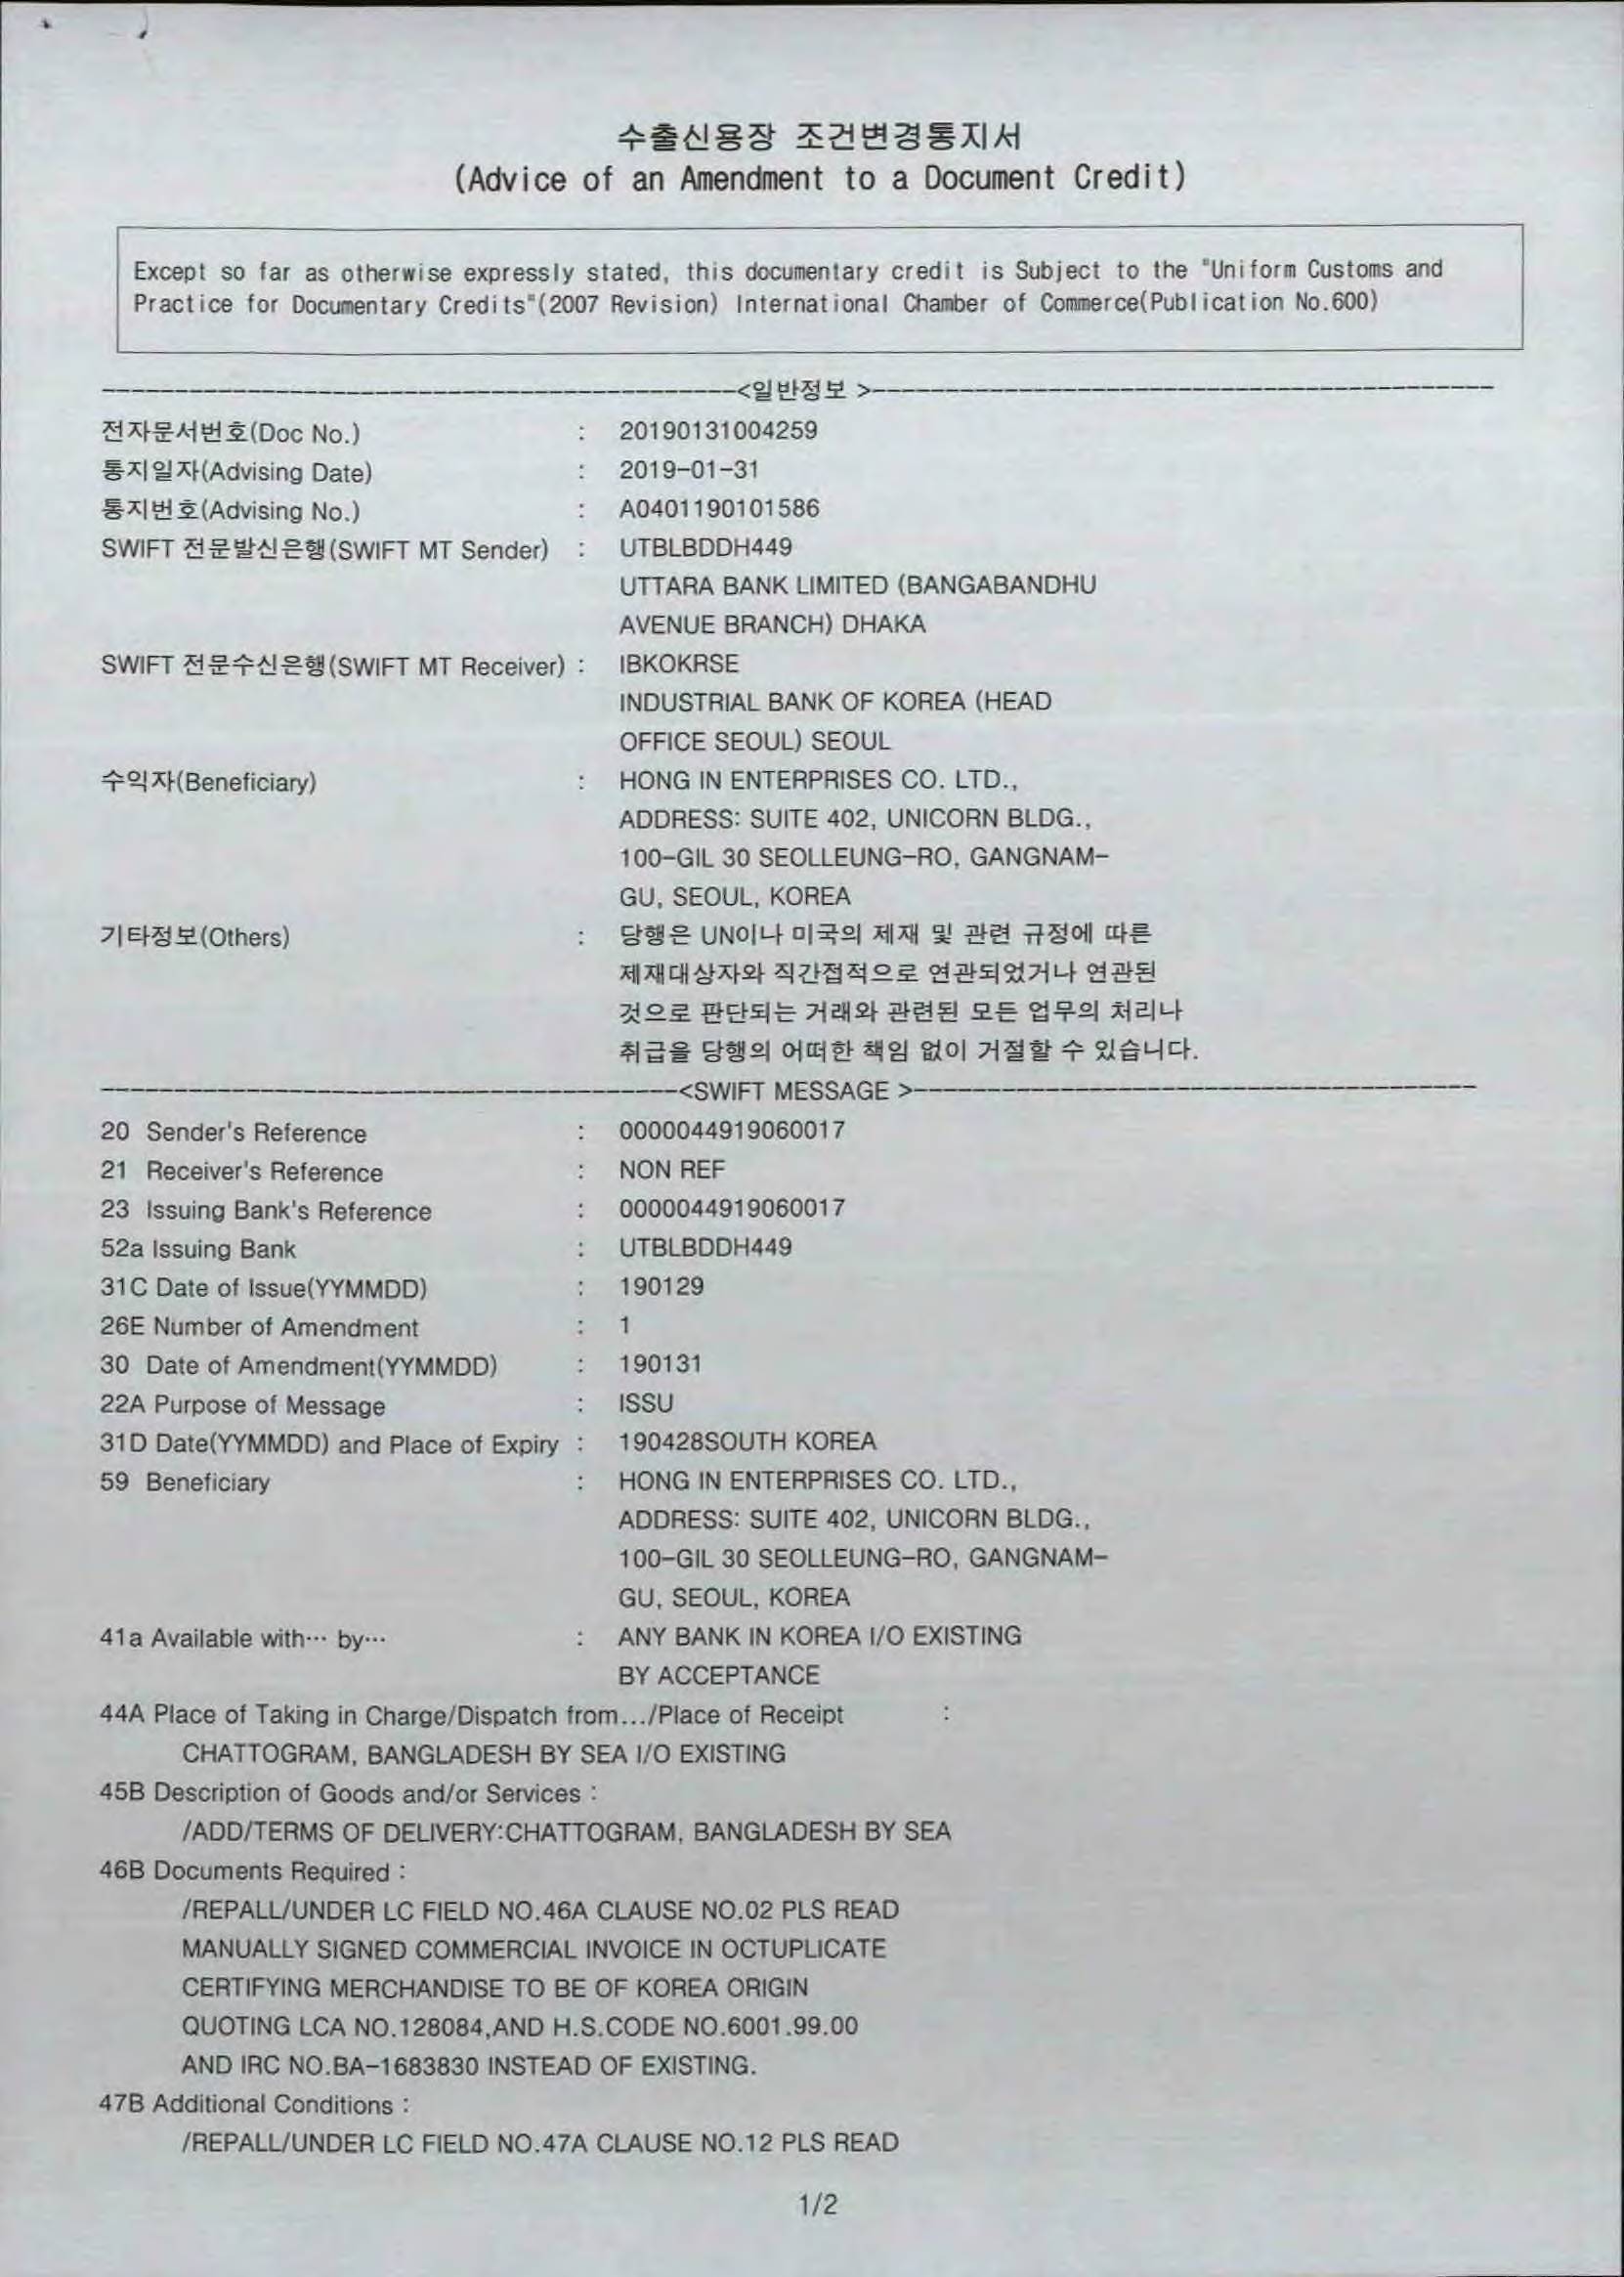 수출신용장 조건변경통지서
(Advice of an Amendment to a Document Credit)
Except so far as otherwise expressly stated, this documentary credit is Subject to the "Uniform Customs and
Practice for Documentary Credits"(2007 Revision) International Chamber of Commerce(Publication No.600)
<일반정보 >
전자문서번호(Doc No.) : 20190131004259
통지일자(Advising Date) : 2019-01-31
통지번호(Advising No.) : A0401190101586
SWIFT 전문발신은행(SWIFT MT Sender) : UTBLBDDH449
UTTARA BANK LIMITED (BANGABANDHU
AVENUE BRANCH) DHAKA
SWIFT 전문수신은행(SWIFT MT Receiver) : IBKOKRSE
INDUSTRIAL BANK OF KOREA (HEAD
OFFICE SEOUL) SEOUL
수익자(Beneficiary) : HONG IN ENTERPRISES CO. LTD.,
ADDRESS: SUITE 402, UNICORN BLDG.,
100-GIL 30 SEOLLEUNG-RO, GANGNAM-
GU, SEOUL, KOREA
기타정보(Others) : 당행은 UN이나 미국의 제재 및 관련 규정에 따른
제재대상자와 직간접적으로 연관되었거나 연관된
것으로 판단되는 거래와 관련된 모든 업무의 처리나
취급을 당행의 어떠한 책임 없이 거절할 수 있습니다.
<SWIFT MESSAGE >
20 Sender's Reference : 0000044919060017
21 Receiver's Reference : NON REF
23 Issuing Bank's Reference : 0000044919060017
52a Issuing Bank : UTBLBDDH449
31C Date of Issue(YYMMDD) : 190129
26E Number of Amendment : 1
30 Date of Amendment(YYMMDD) : 190131
22A Purpose of Message : ISSU
31D Date(YYMMDD) and Place of Expiry : 190428SOUTH KOREA
59 Beneficiary : HONG IN ENTERPRISES CO. LTD.,
ADDRESS: SUITE 402, UNICORN BLDG.,
100-GIL 30 SEOLLEUNG-RO, GANGNAM-
GU, SEOUL, KOREA
41a Available with… by… : ANY BANK IN KOREA I/O EXISTING
BY ACCEPTANCE
44A Place of Taking in Charge/Dispatch from.../Place of Receipt :
CHATTOGRAM, BANGLADESH BY SEA I/O EXISTING
45B Description of Goods and/or Services :
/ADD/TERMS OF DELIVERY:CHATTOGRAM, BANGLADESH BY SEA
46B Documents Required :
/REPALL/UNDER LC FIELD NO.46A CLAUSE NO.02 PLS READ
MANUALLY SIGNED COMMERCIAL INVOICE IN OCTUPLICATE
CERTIFYING MERCHANDISE TO BE OF KOREA ORIGIN
QUOTING LCA NO.128084,AND H.S.CODE NO.6001.99.00
AND IRC NO.BA-1683830 INSTEAD OF EXISTING.
47B Additional Conditions :
/REPALL/UNDER LC FIELD NO.47A CLAUSE NO.12 PLS READ
1/2